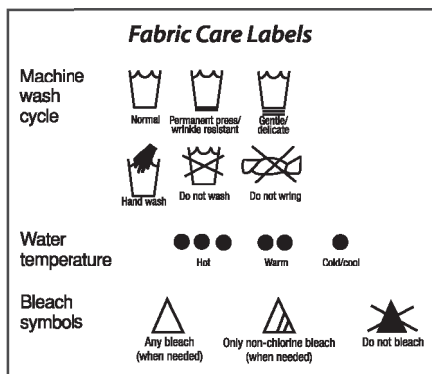 Fabric Care Labels
Machine
wash
cycle
Normal
Permanent press/
wrinkle resistant
Gentle/
delicate
Hand wash
Do not wash
Do not wring
Water
temperature
Hot
Warm
Cold/cool
Bleach
symbols
Any bleach
(when needed)
Only non-chlorine bleach
(when needed)
Do not bleach